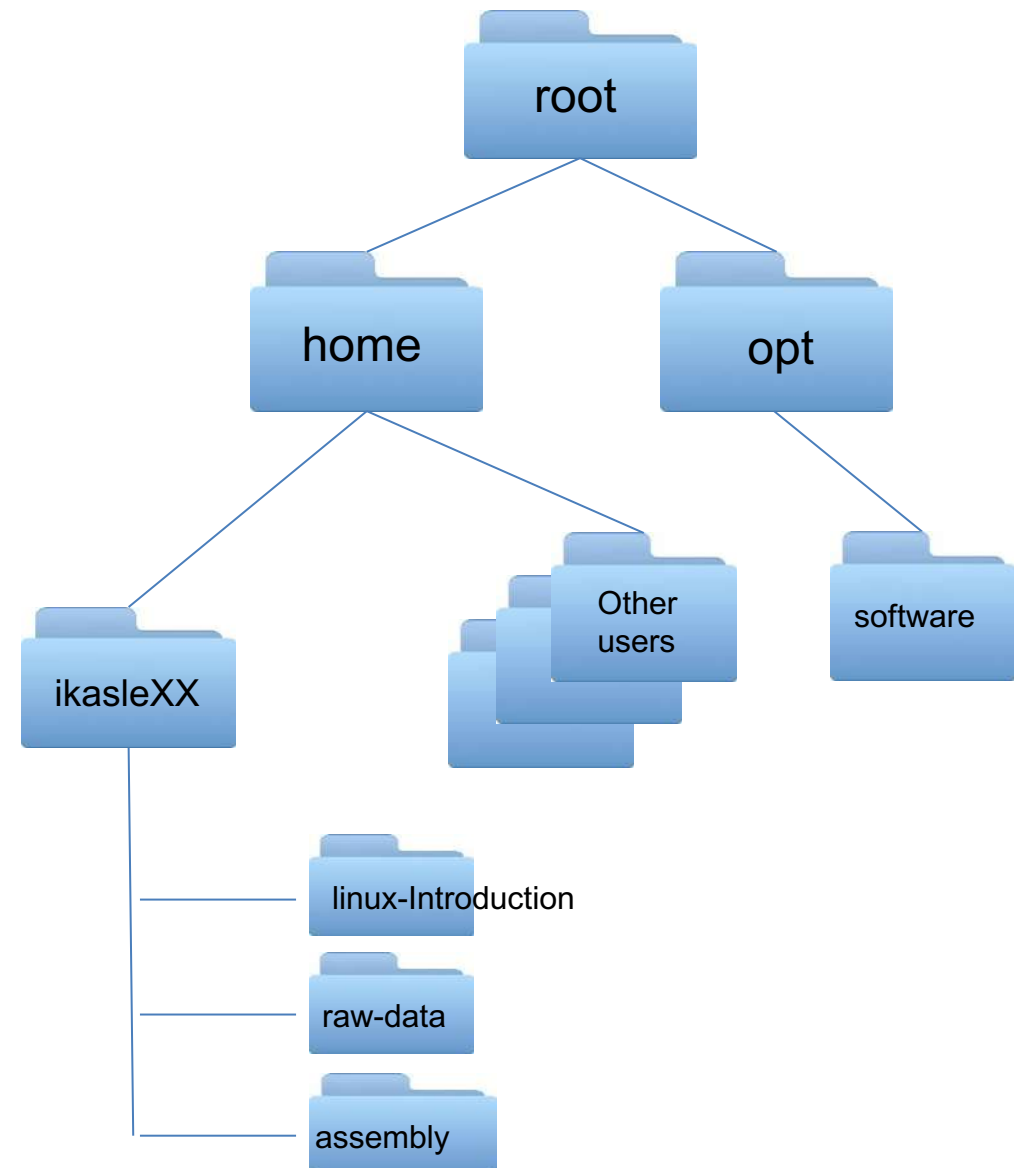 root
home
opt
Other
users
software
ikasleXX
linux-Introduction
raw-data
assembly